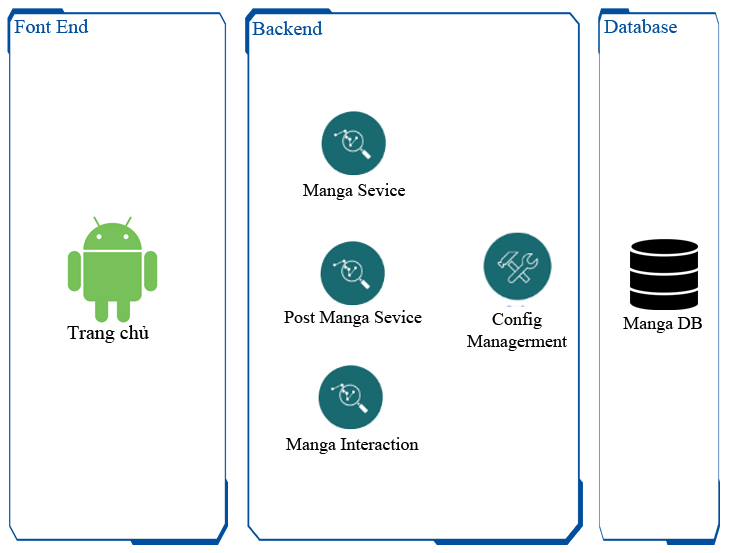 Font End
Backend
Database
Manga Sevice
Post Manga Sevice
Manga Interaction
Config
Managerment
Trang chủ
Manga DB